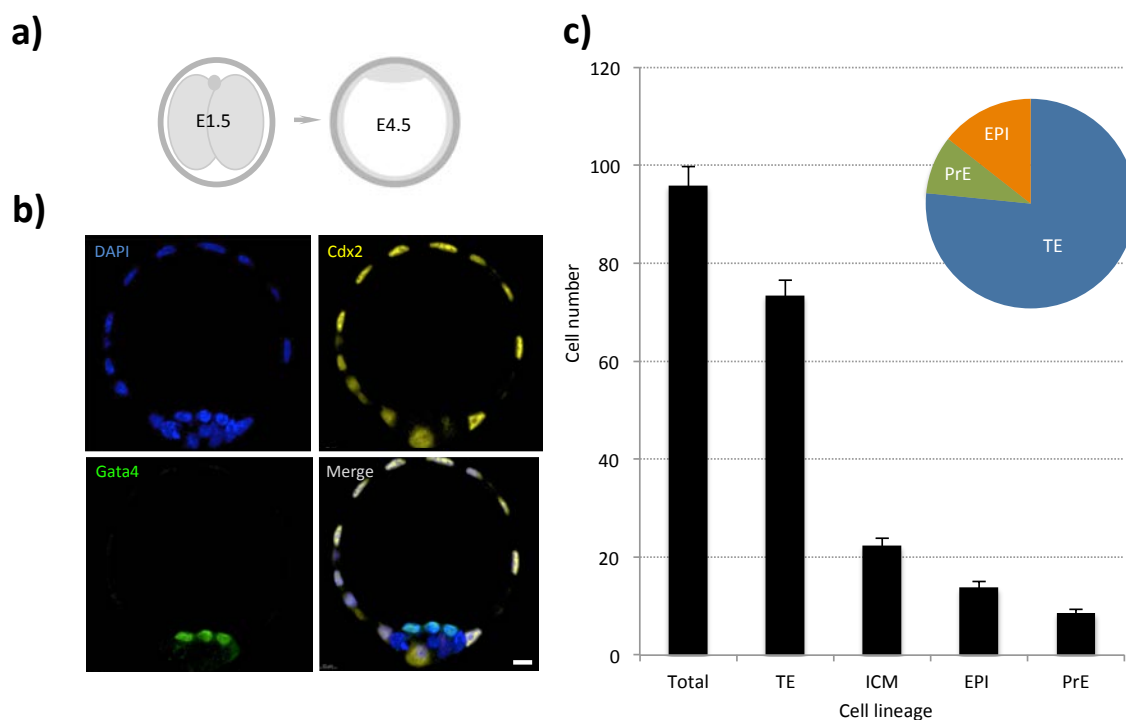 a)
E1.5
E4.5
b)
DAPI
Cdx2
Gata4
Merge
c)
120
100
80
60
40
20
0
Cell number
Total TE ICM EPI PrE
Cell lineage
EPI
PrE
TE